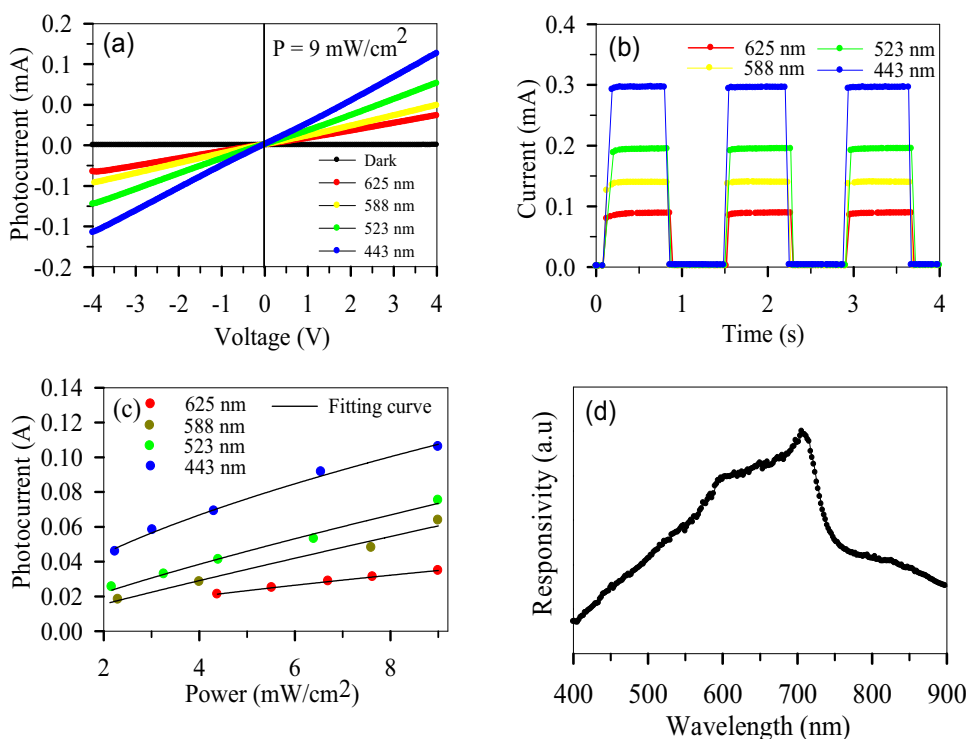 (a)
P = 9 mW/cm²
Photocurrent (mA)
0.2
0.1
0.0
0.0
-0.1
-0.1
-0.2
Dark
625 nm
588 nm
523 nm
443 nm
-4 -3 -2 -1 0 1 2 3 4
Voltage (V)
(b)
625 nm 523 nm
588 nm 443 nm
Current (mA)
0.4
0.3
0.2
0.1
0.0
0 1 2 3 4
Time (s)
(c)
625 nm Fitting curve
588 nm
523 nm
443 nm
Photocurrent (A)
0.14
0.12
0.10
0.08
0.06
0.04
0.02
0.00
2 4 6 8
Power (mW/cm²)
(d)
Responsivity (a.u)
400 500 600 700 800 900
Wavelength (nm)